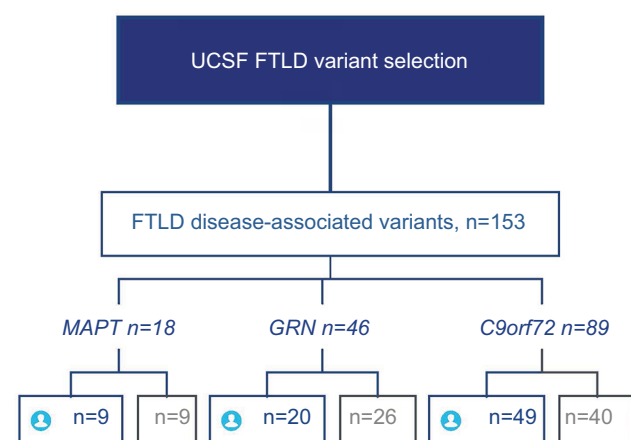 UCSF FTLD variant selection
FTLD disease-associated variants, n=153
MAPT n=18 GRN n=46 C9orf72 n=89
n=9 n=9 n=20 n=26 n=49 n=40